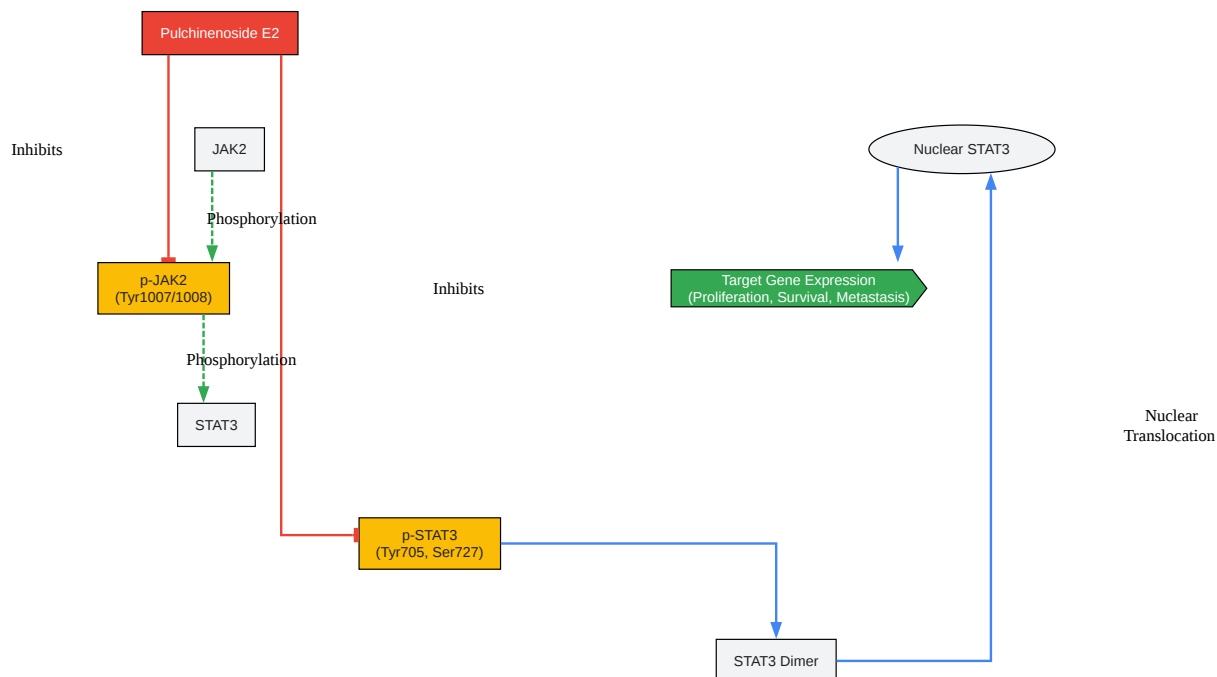 Pulchinenoside E2
Inhibits
JAK2
Nuclear STAT3
Phosphorylation
p-JAK2
(Tyr1007/1008)
Inhibits
Target Gene Expression
(Proliferation, Survival, Metastasis)
Phosphorylation
STAT3
Nuclear
Translocation
p-STAT3
(Tyr705, Ser727)
STAT3 Dimer